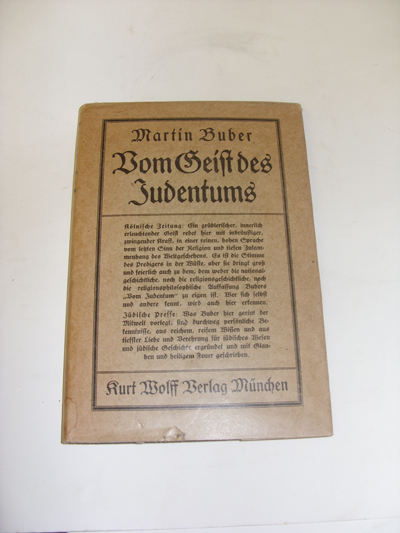 Martin Buber
Vom Geist des
Judentums
Kölnische Zeitung: Ein grüblerischer, innerlich
erleuchtender Geist redet hier mit inbrünstiger,
zwingender Kraft, in einer reinen, hohen Sprache
vom letzten Sinn der Religion und tiefen Zusam-
menhang des Weltgeschehens. Es ist die Stimme
des Predigers in der Wüste, aber sie dringt groß
und feierlich auch zu dem, dem weder die national-
geschichtliche, noch die religionsgeschichtliche, noch
die religionsphilosophische Auffassung Bubers
„Vom Judentum“ zu eigen ist. Wer sich selbst
und andere kennt, wird auch hier erkennen.
Jüdische Presse: Was Buber hier geeint der
Mitwelt vorlegt, sind durchweg persönliche Be-
kenntnisse, aus reichem, reifem Wissen und aus
tiefster Liebe und Verehrung für jüdisches Wesen
und jüdische Geschichte ergründet und mit Glau-
ben und heiligem Feuer geschrieben.
Kurt Wolff Verlag München